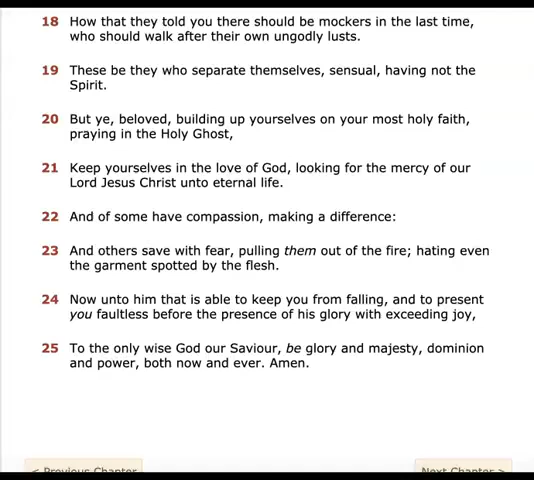 18 How that they told you there should be mockers in the last time,
who should walk after their own ungodly lusts.
19 These be they who separate themselves, sensual, having not the
Spirit.
20 But ye, beloved, building up yourselves on your most holy faith,
praying in the Holy Ghost,
21 Keep yourselves in the love of God, looking for the mercy of our
Lord Jesus Christ unto eternal life.
22 And of some have compassion, making a difference:
23 And others save with fear, pulling them out of the fire; hating even
the garment spotted by the flesh.
24 Now unto him that is able to keep you from falling, and to present
you faultless before the presence of his glory with exceeding joy,
25 To the only wise God our Saviour, be glory and majesty, dominion
and power, both now and ever. Amen.
< Previous Chapter Next Chapter >